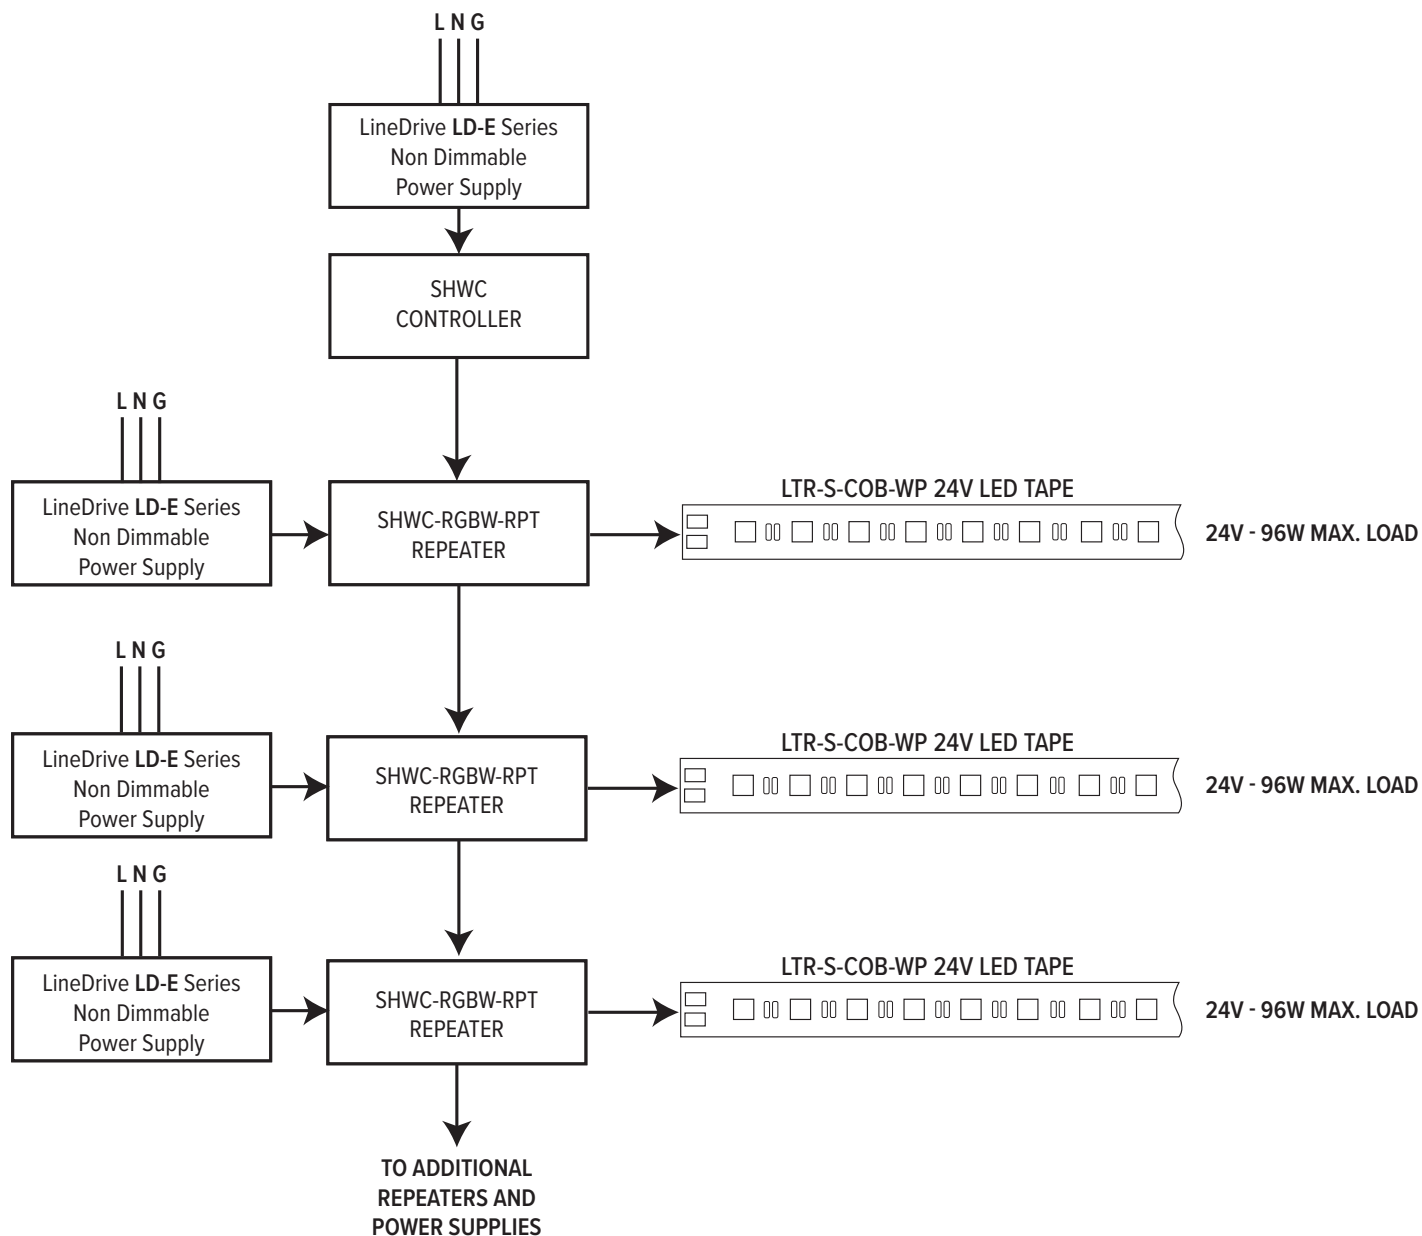 L N G
LineDrive LD-E Series
Non Dimmable
Power Supply
SHWC
CONTROLLER
L N G
LineDrive LD-E Series
Non Dimmable
Power Supply
SHWC-RGBW-RPT
REPEATER
LTR-S-COB-WP 24V LED TAPE
24V - 96W MAX. LOAD
L N G
LineDrive LD-E Series
Non Dimmable
Power Supply
SHWC-RGBW-RPT
REPEATER
LTR-S-COB-WP 24V LED TAPE
24V - 96W MAX. LOAD
L N G
LineDrive LD-E Series
Non Dimmable
Power Supply
SHWC-RGBW-RPT
REPEATER
LTR-S-COB-WP 24V LED TAPE
24V - 96W MAX. LOAD
TO ADDITIONAL
REPEATERS AND
POWER SUPPLIES